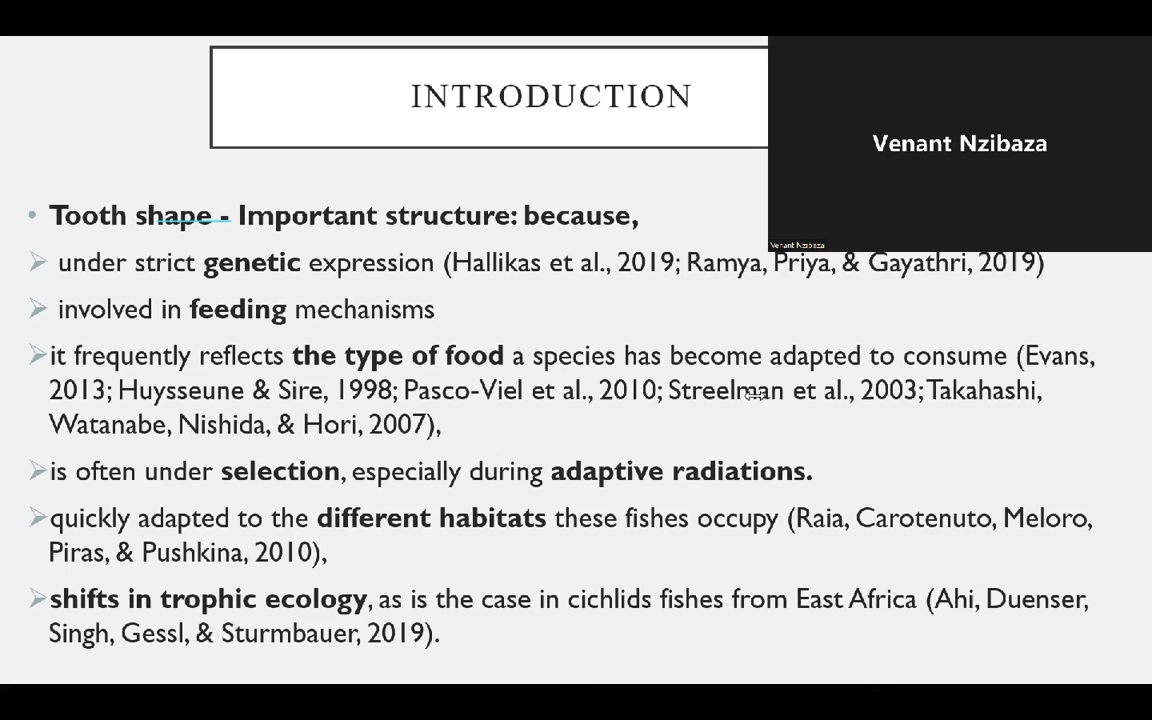 INTRODUCTION
Venant Nzibaza
Venant Nzibaza
• Tooth shape - Important structure: because,
under strict genetic expression (Hallikas et al., 2019; Ramya, Priya, & Gayathri, 2019)
involved in feeding mechanisms
it frequently reflects the type of food a species has become adapted to consume (Evans,
2013; Huysseune & Sire, 1998; Pasco-Viel et al., 2010; Streelman et al., 2003; Takahashi,
Watanabe, Nishida, & Hori, 2007),
is often under selection, especially during adaptive radiations.
quickly adapted to the different habitats these fishes occupy (Raia, Carotenuto, Meloro,
Piras, & Pushkina, 2010),
shifts in trophic ecology, as is the case in cichlids fishes from East Africa (Ahi, Duenser,
Singh, Gessl, & Sturmbauer, 2019).